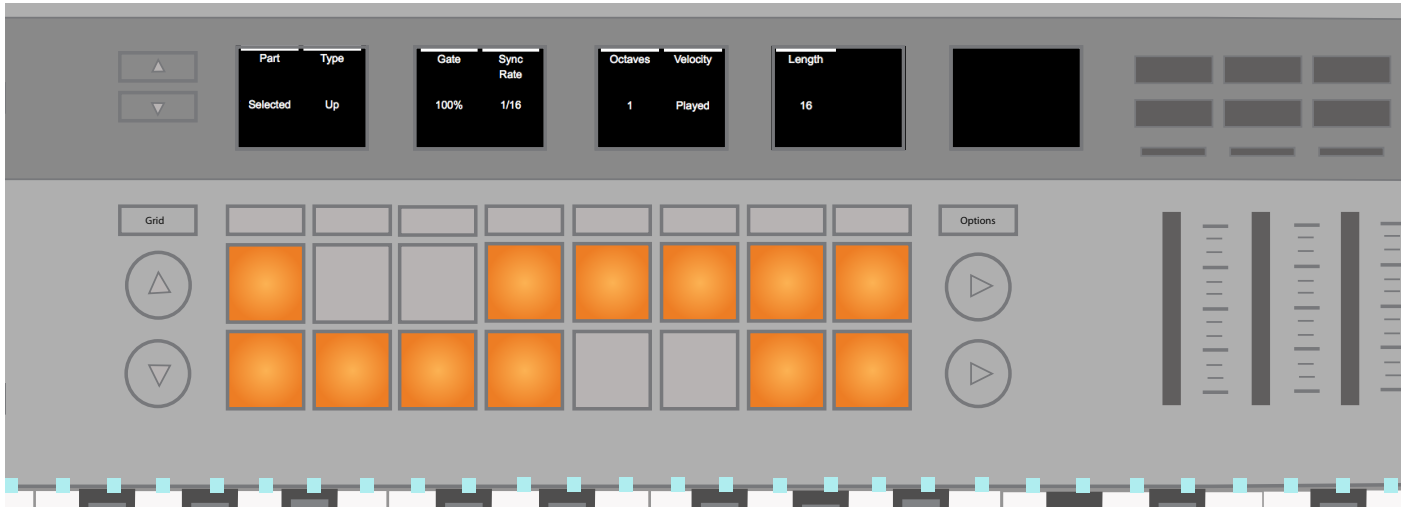 Part Type
Selected Up
Gate Sync
Rate
100% 1/16
Octaves Velocity
1 Played
Length
16
Grid
Options